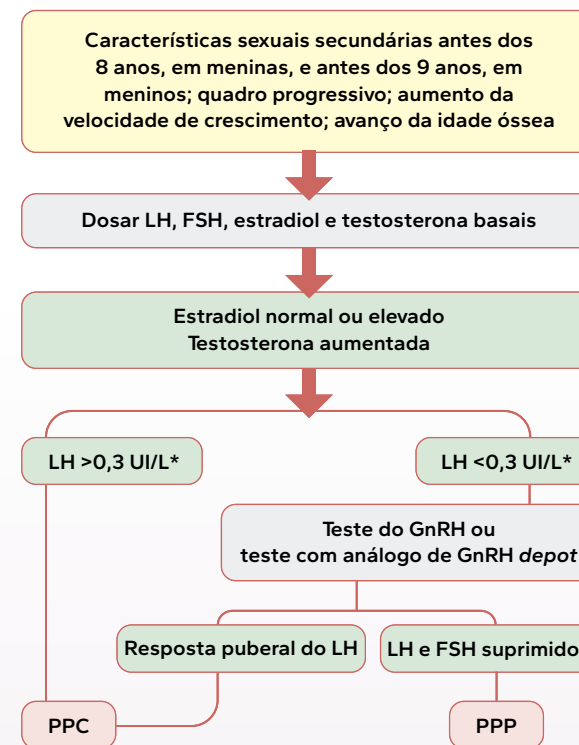 Características sexuais secundárias antes dos
8 anos, em meninas, e antes dos 9 anos, em
meninos; quadro progressivo; aumento da
velocidade de crescimento; avanço da idade óssea
Dosar LH, FSH, estradiol e testosterona basais
Estradiol normal ou elevado
Testosterona aumentada
LH >0,3 UI/L*
LH <0,3 UI/L*
Teste do GnRH ou
teste com análogo de GnRH depot
Resposta puberal do LH
LH e FSH suprimido
PPC
PPP